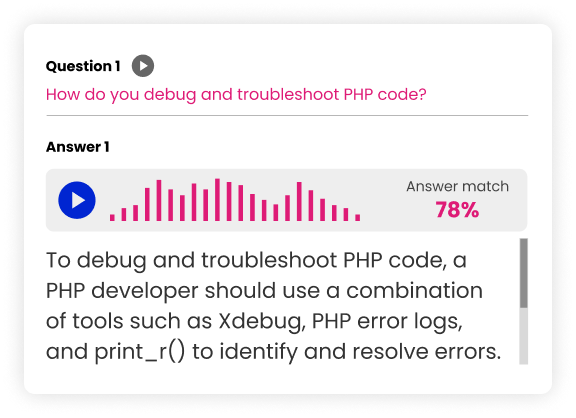 Question 1
How do you debug and troubleshoot PHP code?
Answer 1
Answer match
78%
To debug and troubleshoot PHP code, a
PHP developer should use a combination
of tools such as Xdebug, PHP error logs,
and print_r() to identify and resolve errors.